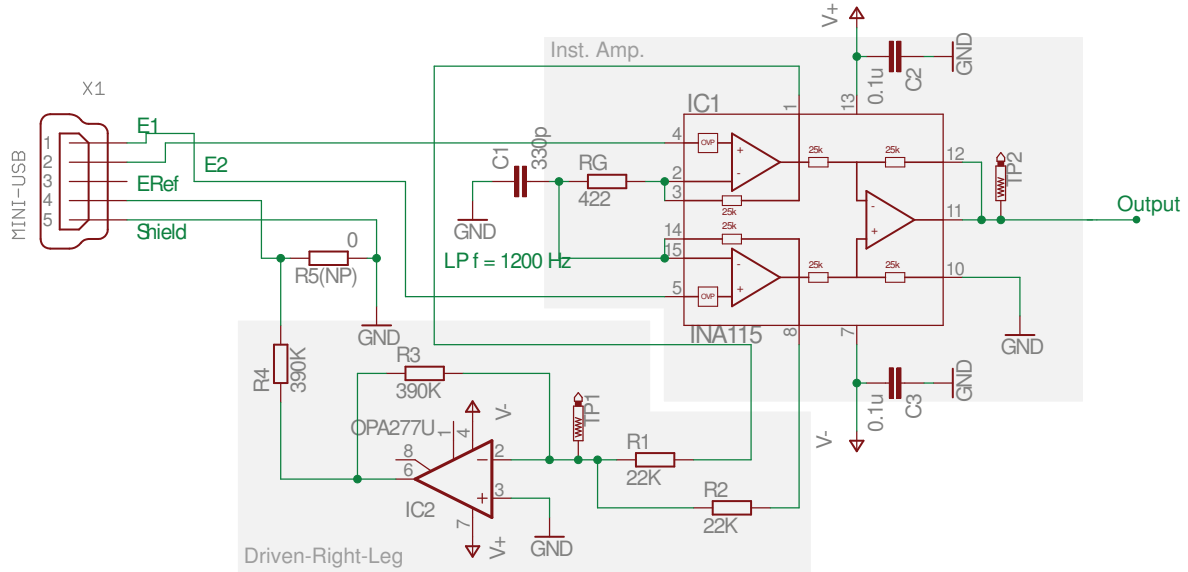 V+
GND
Inst. Amp.
0.1u
C2
X1
IC1
1
13
MINI-USB
1
2
3
4
5
E1
E2
ERef
Shield
C1
330p
RG
422
GND
LP f = 1200 Hz
4
2
3
14
15
5
OVP
OVP
+
-
-
+
25k
25k
25k
25k
25k
25k
-
+
12
11
10
TP2
Output
0
R5(NP)
GND
INA115
8
7
GND
0.1u
C3
GND
V-
R4
390K
R3
390K
OPA277U
1
4
V-
8
6
2
3
−
+
IC2
7
V+
GND
TP1
R1
22K
R2
22K
Driven-Right-Leg